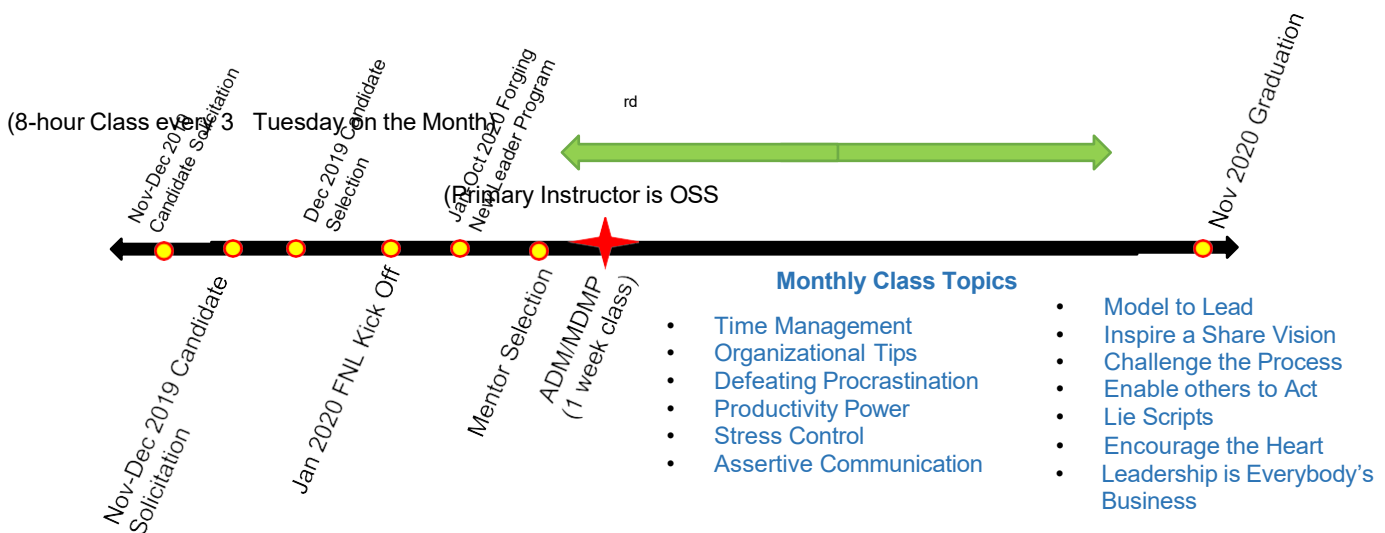 rd
(8-hour Class every 3 Tuesday on the Month)
(Primary Instructor is OSS
Nov-Dec 2019
Candidate Solicitation
Dec 2019 Candidate
Selection
Jan-Oct 2020 Forging
New Leader Program
Nov 2020 Graduation
Nov-Dec 2019 Candidate
Solicitation
Jan 2020 FNL Kick Off
Mentor Selection
ADM/MDMP
(1 week class)
Monthly Class Topics
• Time Management
• Organizational Tips
• Defeating Procrastination
• Productivity Power
• Stress Control
• Assertive Communication
• Model to Lead
• Inspire a Share Vision
• Challenge the Process
• Enable others to Act
• Lie Scripts
• Encourage the Heart
• Leadership is Everybody’s
Business